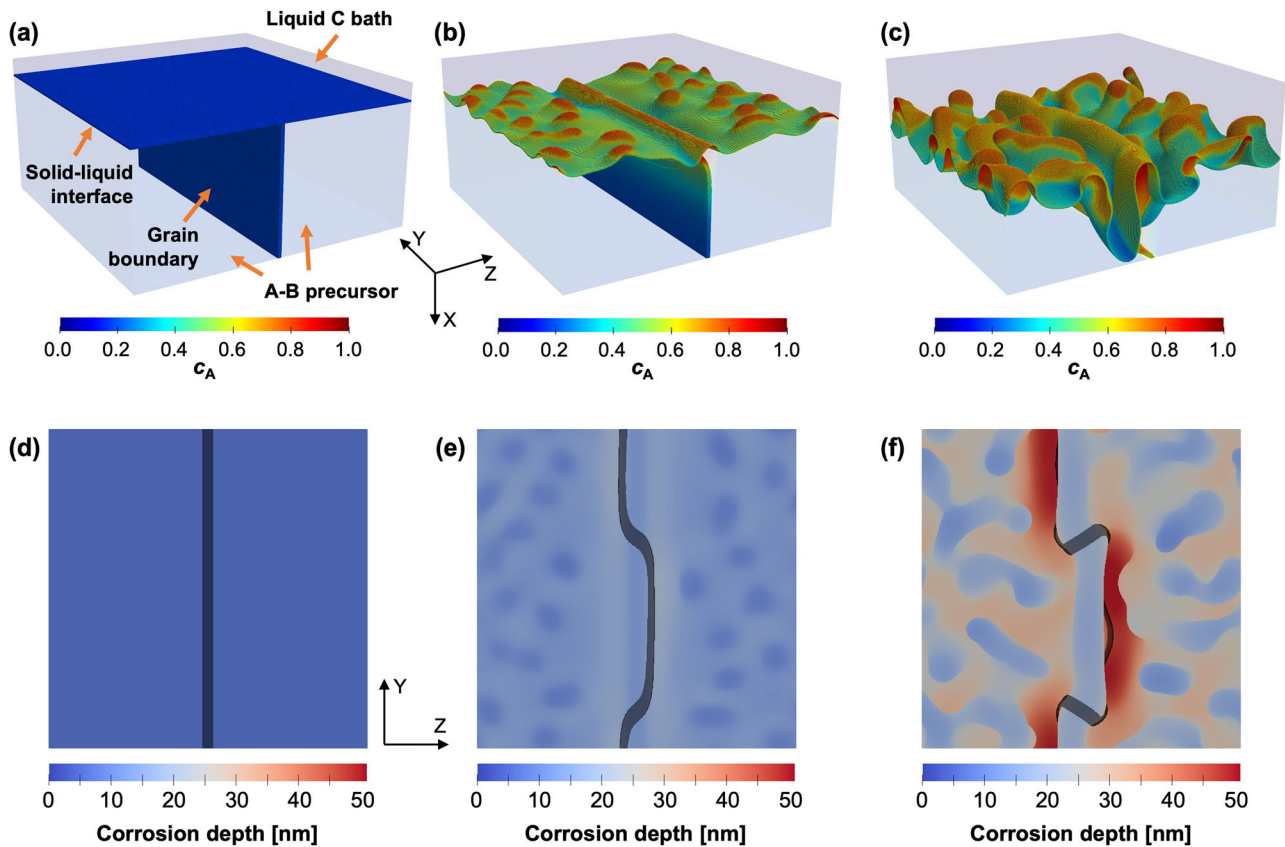 (a)
Liquid C bath
Solid-liquid
interface
Grain
boundary
A-B precursor
(b)
(c)
Y
Z
X
0.0 0.2 0.4 0.6 0.8 1.0
cA
0.0 0.2 0.4 0.6 0.8 1.0
cA
0.0 0.2 0.4 0.6 0.8 1.0
cA
(d)
(e)
(f)
Y
Z
0 10 20 30 40 50
Corrosion depth [nm]
0 10 20 30 40 50
Corrosion depth [nm]
0 10 20 30 40 50
Corrosion depth [nm]